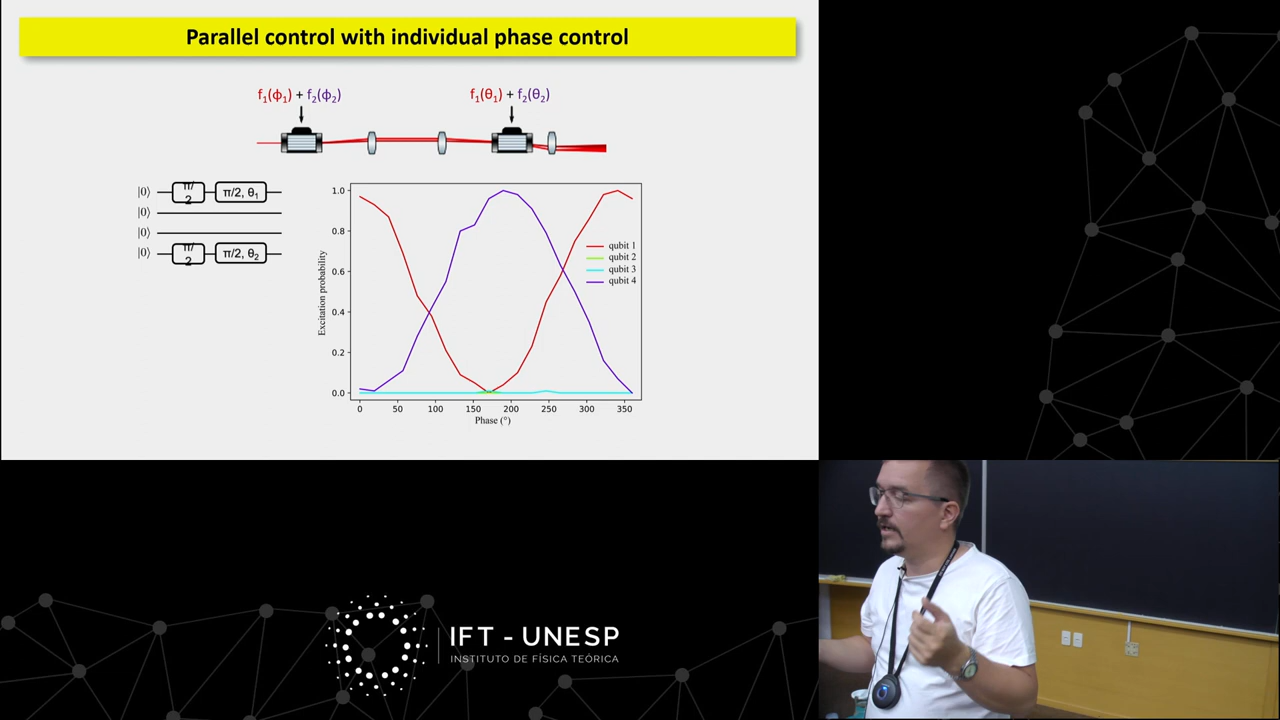 Parallel control with individual phase control
f₁(ϕ₁) + f₂(ϕ₂)
f₁(θ₁) + f₂(θ₂)
|0⟩ π/2 π/2, θ₁
|0⟩
|0⟩
|0⟩ π/2 π/2, θ₂
Excitation probability
1.0
0.8
0.6
0.4
0.2
0.0
qubit 1
qubit 2
qubit 3
qubit 4
0 50 100 150 200 250 300 350
Phase (°)
IFT - UNESP
INSTITUTO DE FÍSICA TEÓRICA